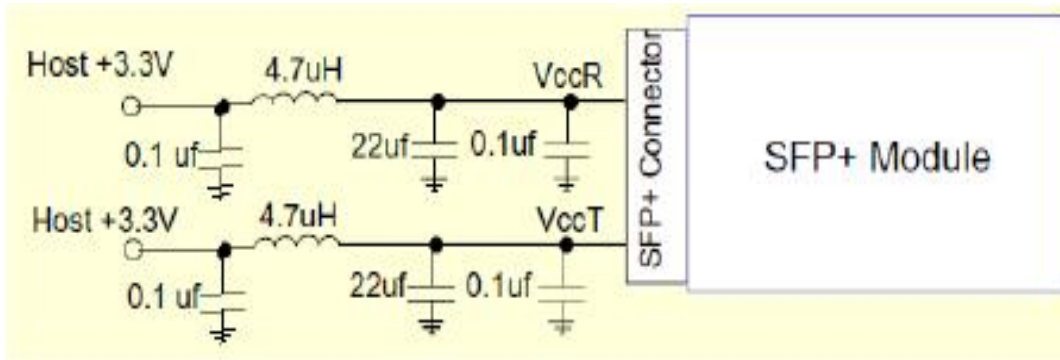 Host +3.3V
4.7uH
VccR
0.1 uf
22uf
0.1uf
Host +3.3V
4.7uH
VccT
0.1 uf
22uf
0.1uf
SFP+ Connector
SFP+ Module